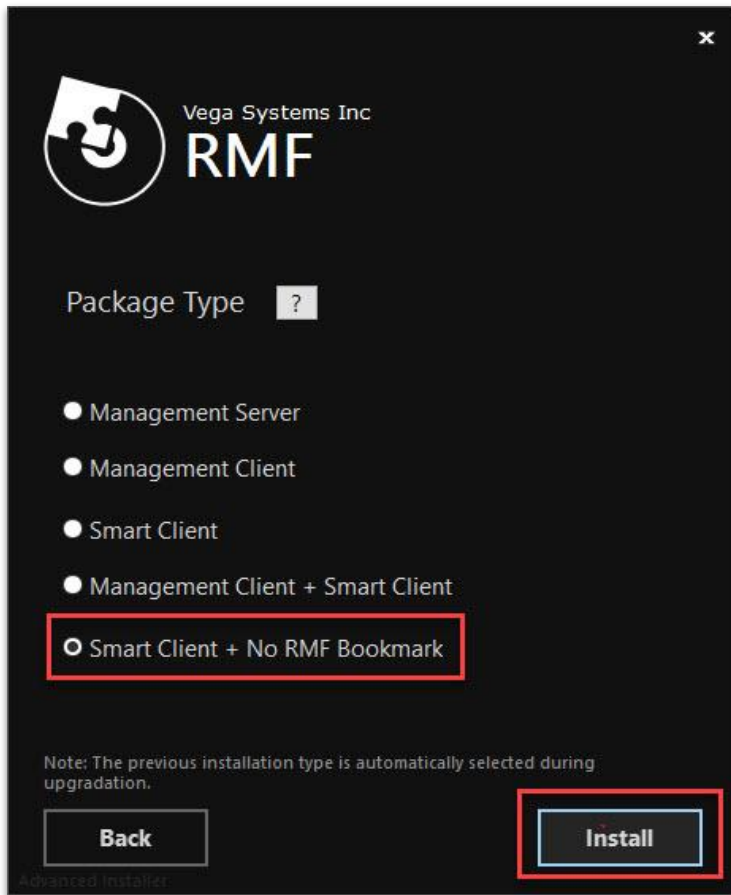 Vega Systems Inc
RMF
Package Type ?
Management Server
Management Client
Smart Client
Management Client + Smart Client
Smart Client + No RMF Bookmark
Note: The previous installation type is automatically selected during
upgradation.
Back
Install
Advanced Installer